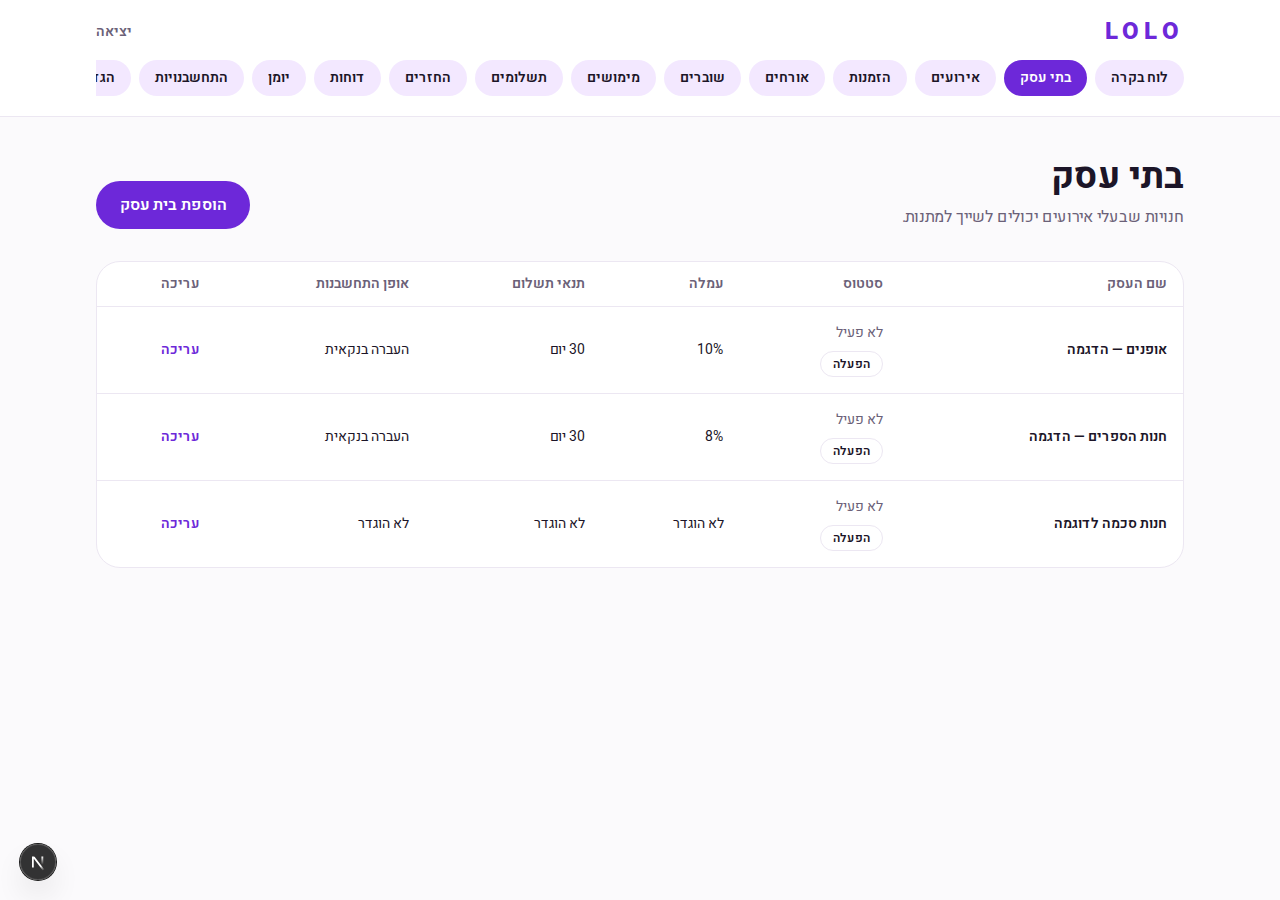 LOLO
יציאה
לוח בקרה
בתי עסק
אירועים
הזמנות
אורחים
שוברים
מימושים
תשלומים
החזרים
דוחות
יומן
התחשבנויות
בתי עסק
חנויות שבעלי אירועים יכולים לשייך למתנות.
הוספת בית עסק
שם העסק סטטוס עמלה תנאי תשלום אופן התחשבנות עריכה
אופנים — הדגמה לא פעיל 10% 30 יום העברה בנקאית עריכה
הפעלה
חנות הספרים — הדגמה לא פעיל 8% 30 יום העברה בנקאית עריכה
הפעלה
חנות סכמה לדוגמה לא פעיל לא הוגדר לא הוגדר לא הוגדר עריכה
הפעלה